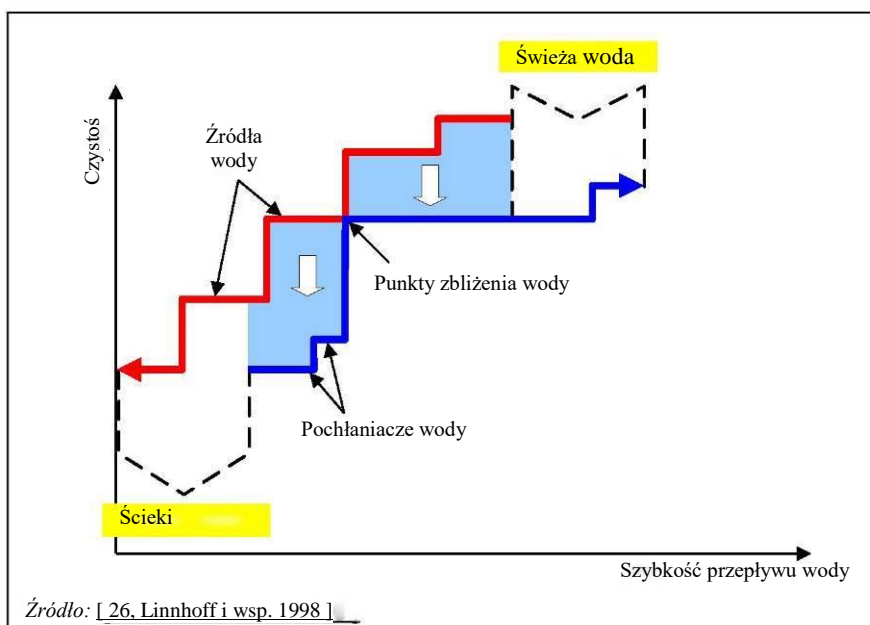 Świeża woda
Czystoś
Źródła
wody
Punkty zbliżenia wody
Pochłaniacze wody
Ścieki
Szybkość przepływu wody
Źródło: [ 26, Linnhoff i wsp. 1998 ]